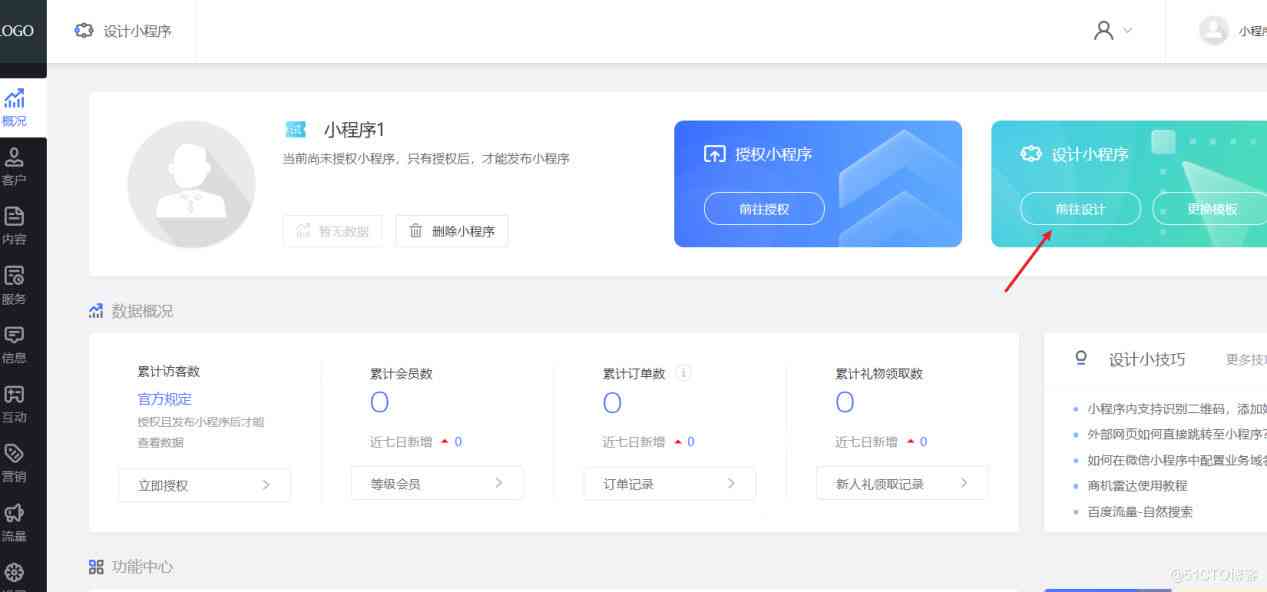 LOGO
设计小程序
小程序
概况
客户
内容
服务
信息
互动
营销
流量
试
小程序1
当前尚未授权小程序，只有授权后，才能发布小程序
暂无数据
删除小程序
授权小程序
前往授权
设计小程序
前往设计
更换模板
数据概况
累计访客数
官方规定
授权且发布小程序后才能
查看数据
立即授权
累计会员数
0
近七日新增 0
等级会员
累计订单数
0
近七日新增 0
订单记录
累计礼物领取数
0
近七日新增 0
新人礼领取记录
设计小技巧
更多技巧
小程序内支持识别二维码，添加
外部网页如何直接跳转至小程序?
如何在微信小程序中配置业务域名
商机雷达使用教程
百度流量-自然搜索
功能中心
@51CTO博客